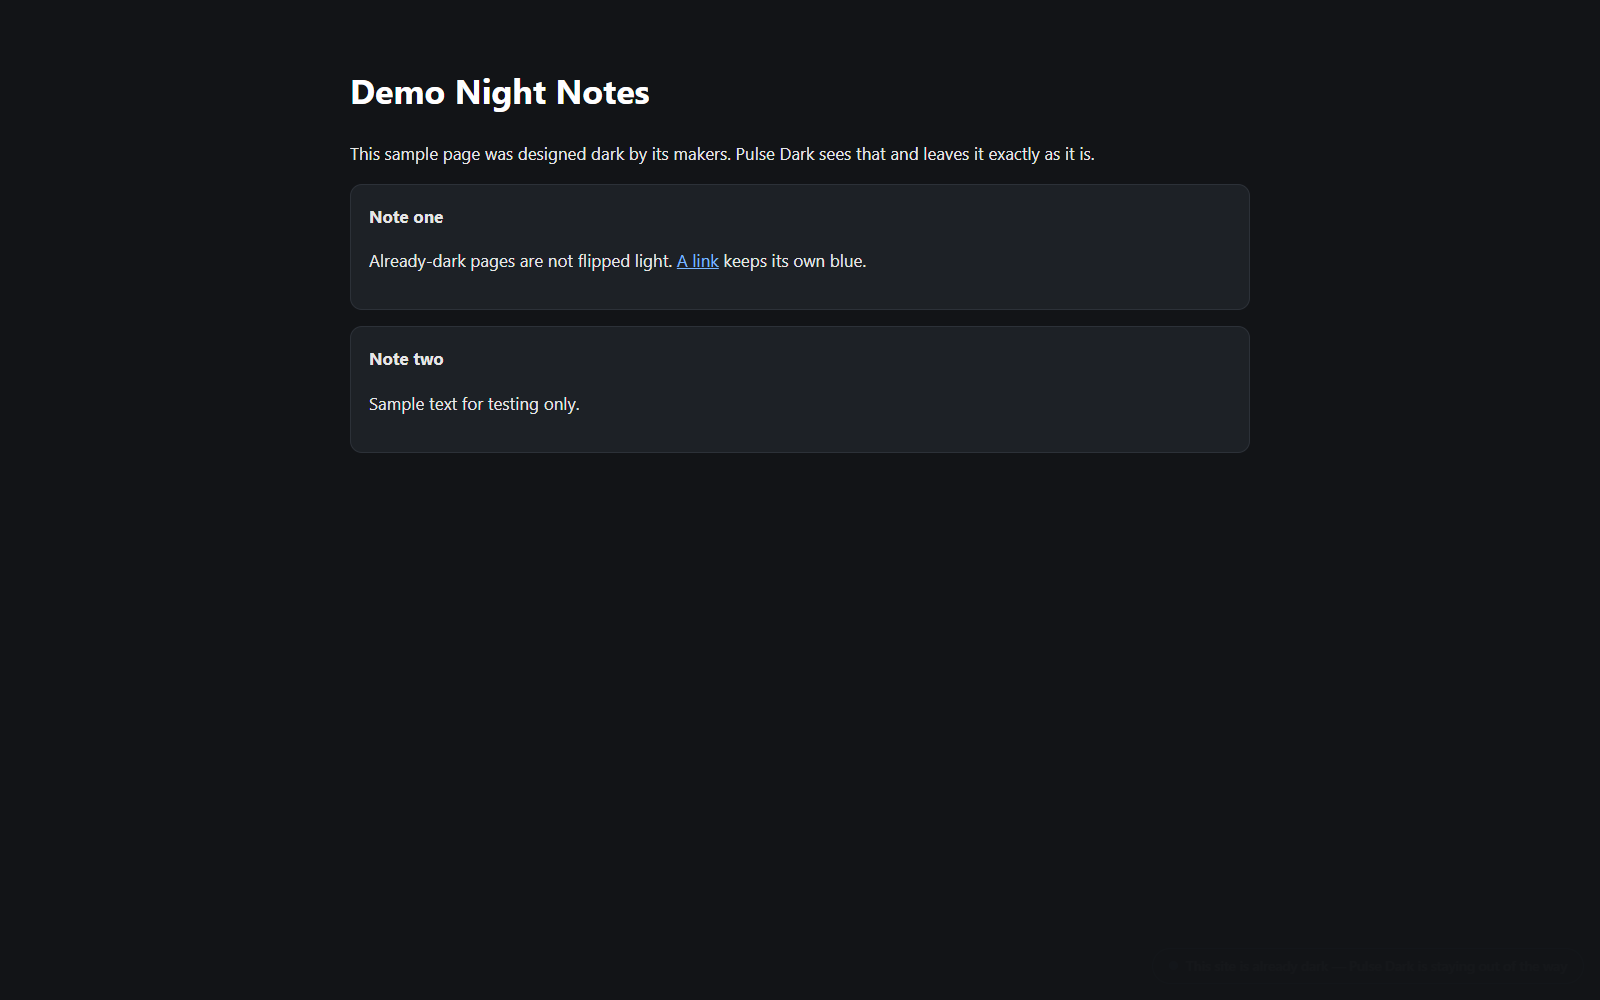 Demo Night Notes
This sample page was designed dark by its makers. Pulse Dark sees that and leaves it exactly as it is.
Note one
Already-dark pages are not flipped light. A link keeps its own blue.
Note two
Sample text for testing only.